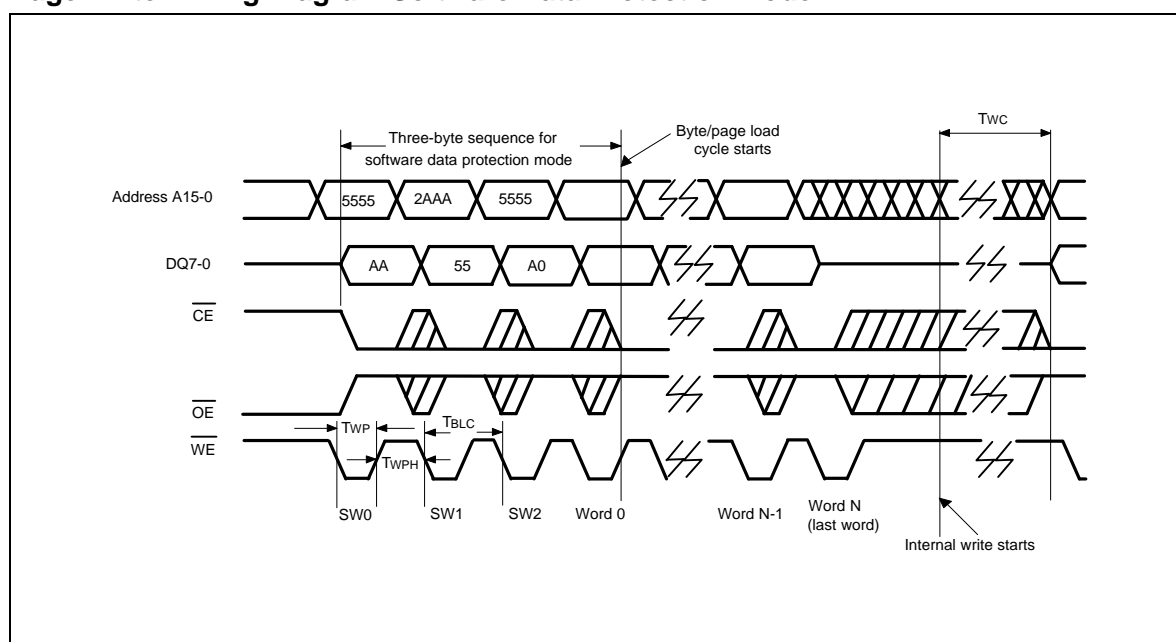 TWC
Three-byte sequence for
software data protection mode
Byte/page load
cycle starts
Address A15-0
5555
2AAA
5555
DQ7-0
AA
55
A0
CE
OE
TWP
TBLC
WE
TWPH
SW0
SW1
SW2
Word 0
Word N-1
Word N
(last word)
Internal write starts